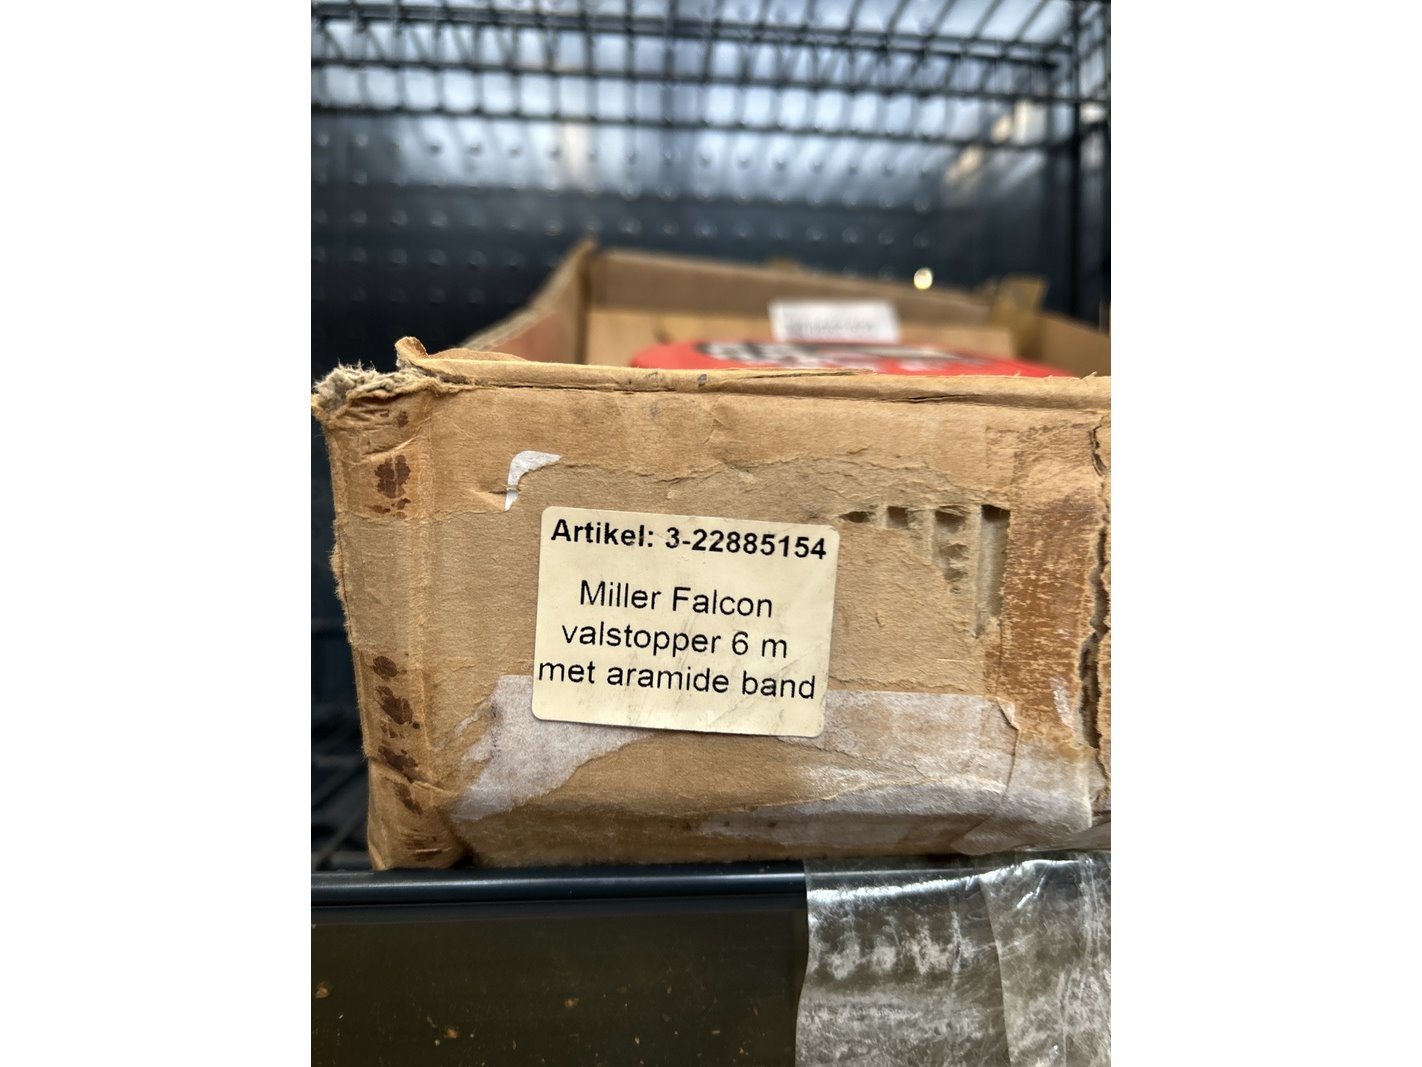 Artikel: 3-22885154
Miller Falcon
valstopper 6 m
met aramide band